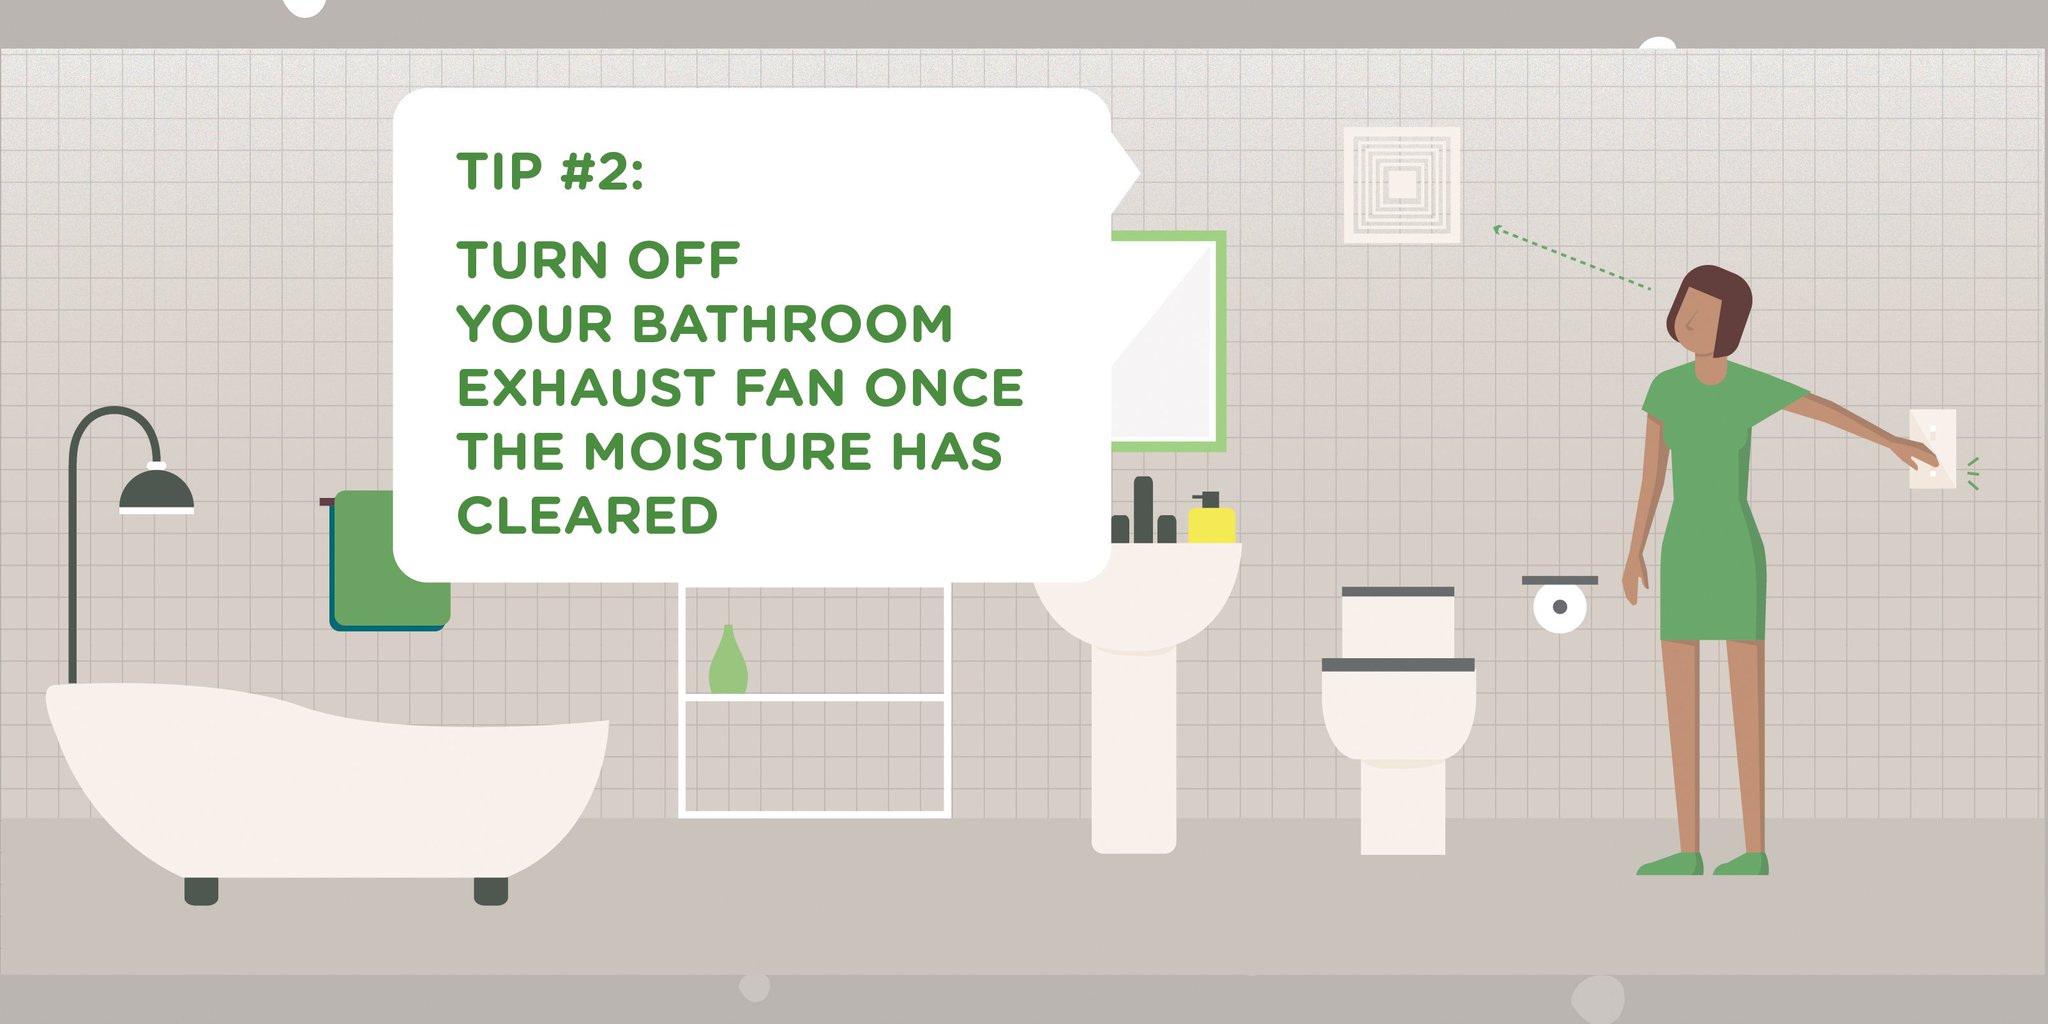 TIP #2:
TURN OFF
YOUR BATHROOM
EXHAUST FAN ONCE
THE MOISTURE HAS
CLEARED